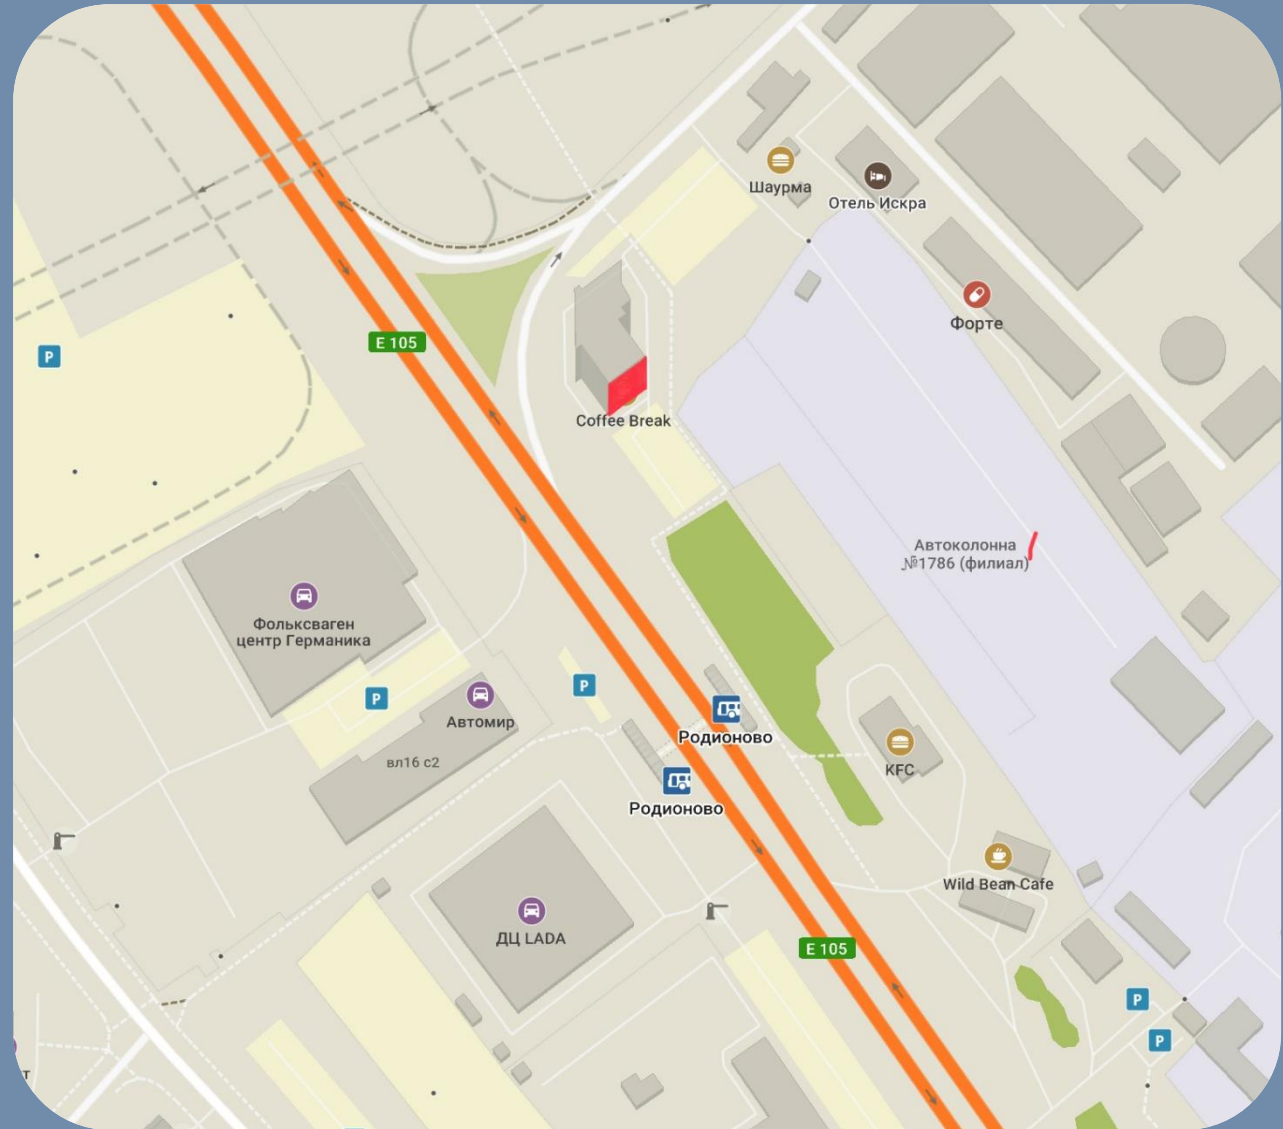 Шаурма
Отель Искра
Форте
P
E 105
Coffee Break
Автоколонна
№1786 (филиал)
Фольксваген
центр Германика
P
P
Автомир
Родионово
вл16 с2
KFC
Родионово
Wild Bean Cafe
ДЦ LADA
E 105
P
P
т